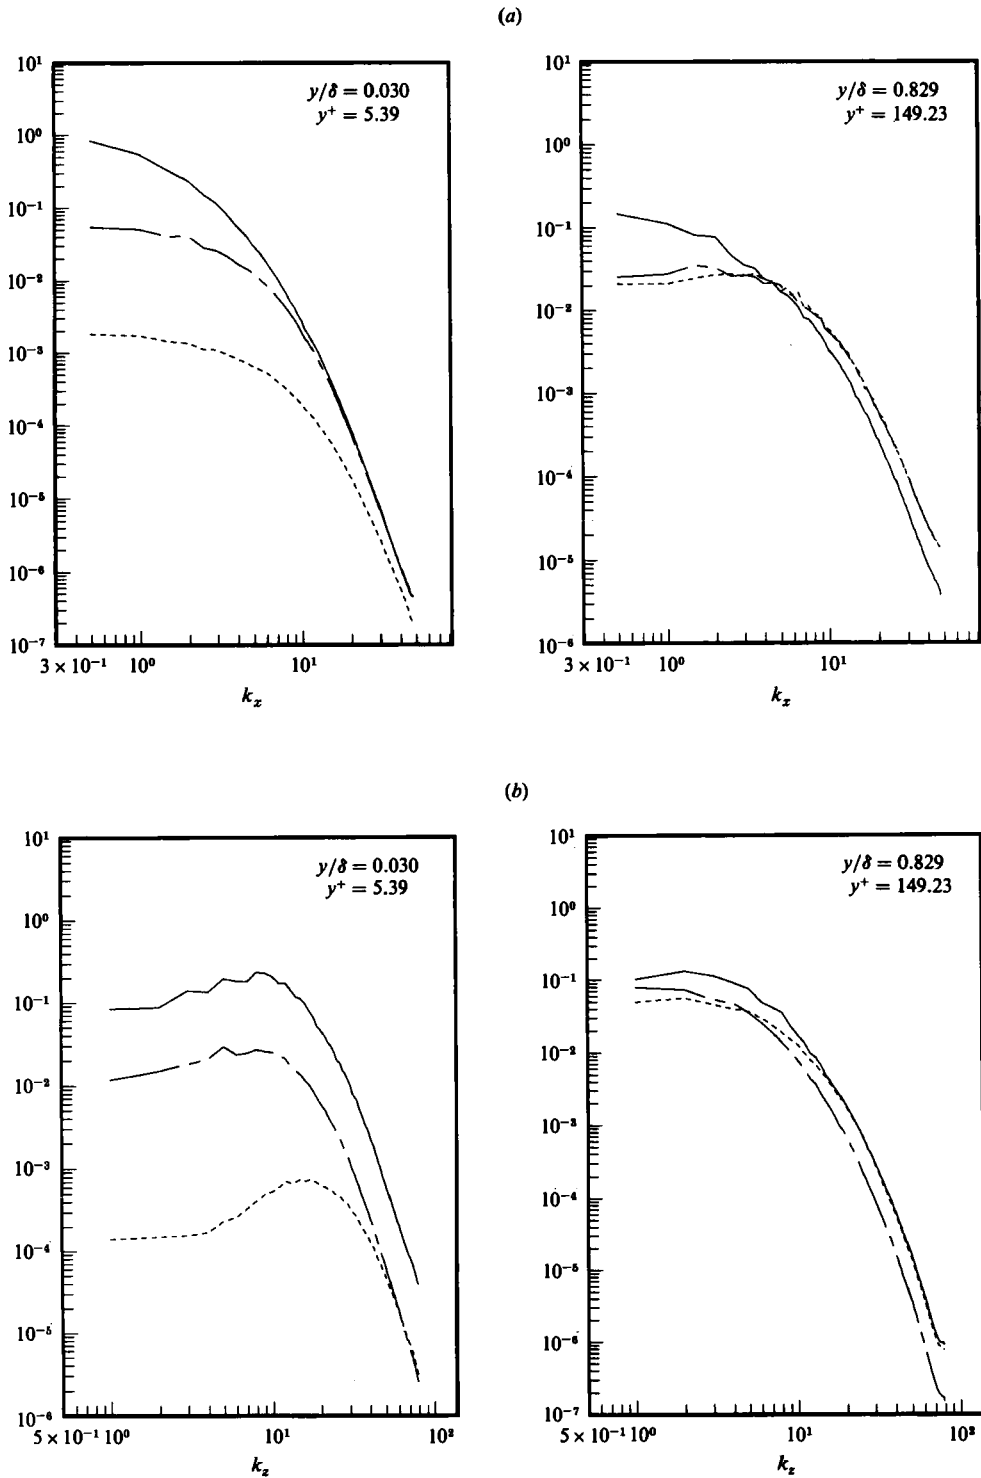 (a)
y/δ = 0.030
y⁺ = 5.39
10¹
10⁰
10⁻¹
10⁻²
10⁻³
10⁻⁴
10⁻⁵
10⁻⁶
10⁻⁷
3 × 10⁻¹ 10⁰ 10¹
kₓ
y/δ = 0.829
y⁺ = 149.23
10¹
10⁰
10⁻¹
10⁻²
10⁻³
10⁻⁴
10⁻⁵
10⁻⁶
3 × 10⁻¹ 10⁰ 10¹
kₓ
(b)
y/δ = 0.030
y⁺ = 5.39
10¹
10⁰
10⁻¹
10⁻²
10⁻³
10⁻⁴
10⁻⁵
10⁻⁶
5 × 10⁻¹ 10⁰ 10¹ 10²
k_z
y/δ = 0.829
y⁺ = 149.23
10¹
10⁰
10⁻¹
10⁻²
10⁻³
10⁻⁴
10⁻⁵
10⁻⁶
10⁻⁷
5 × 10⁻¹ 10⁰ 10¹ 10²
k_z